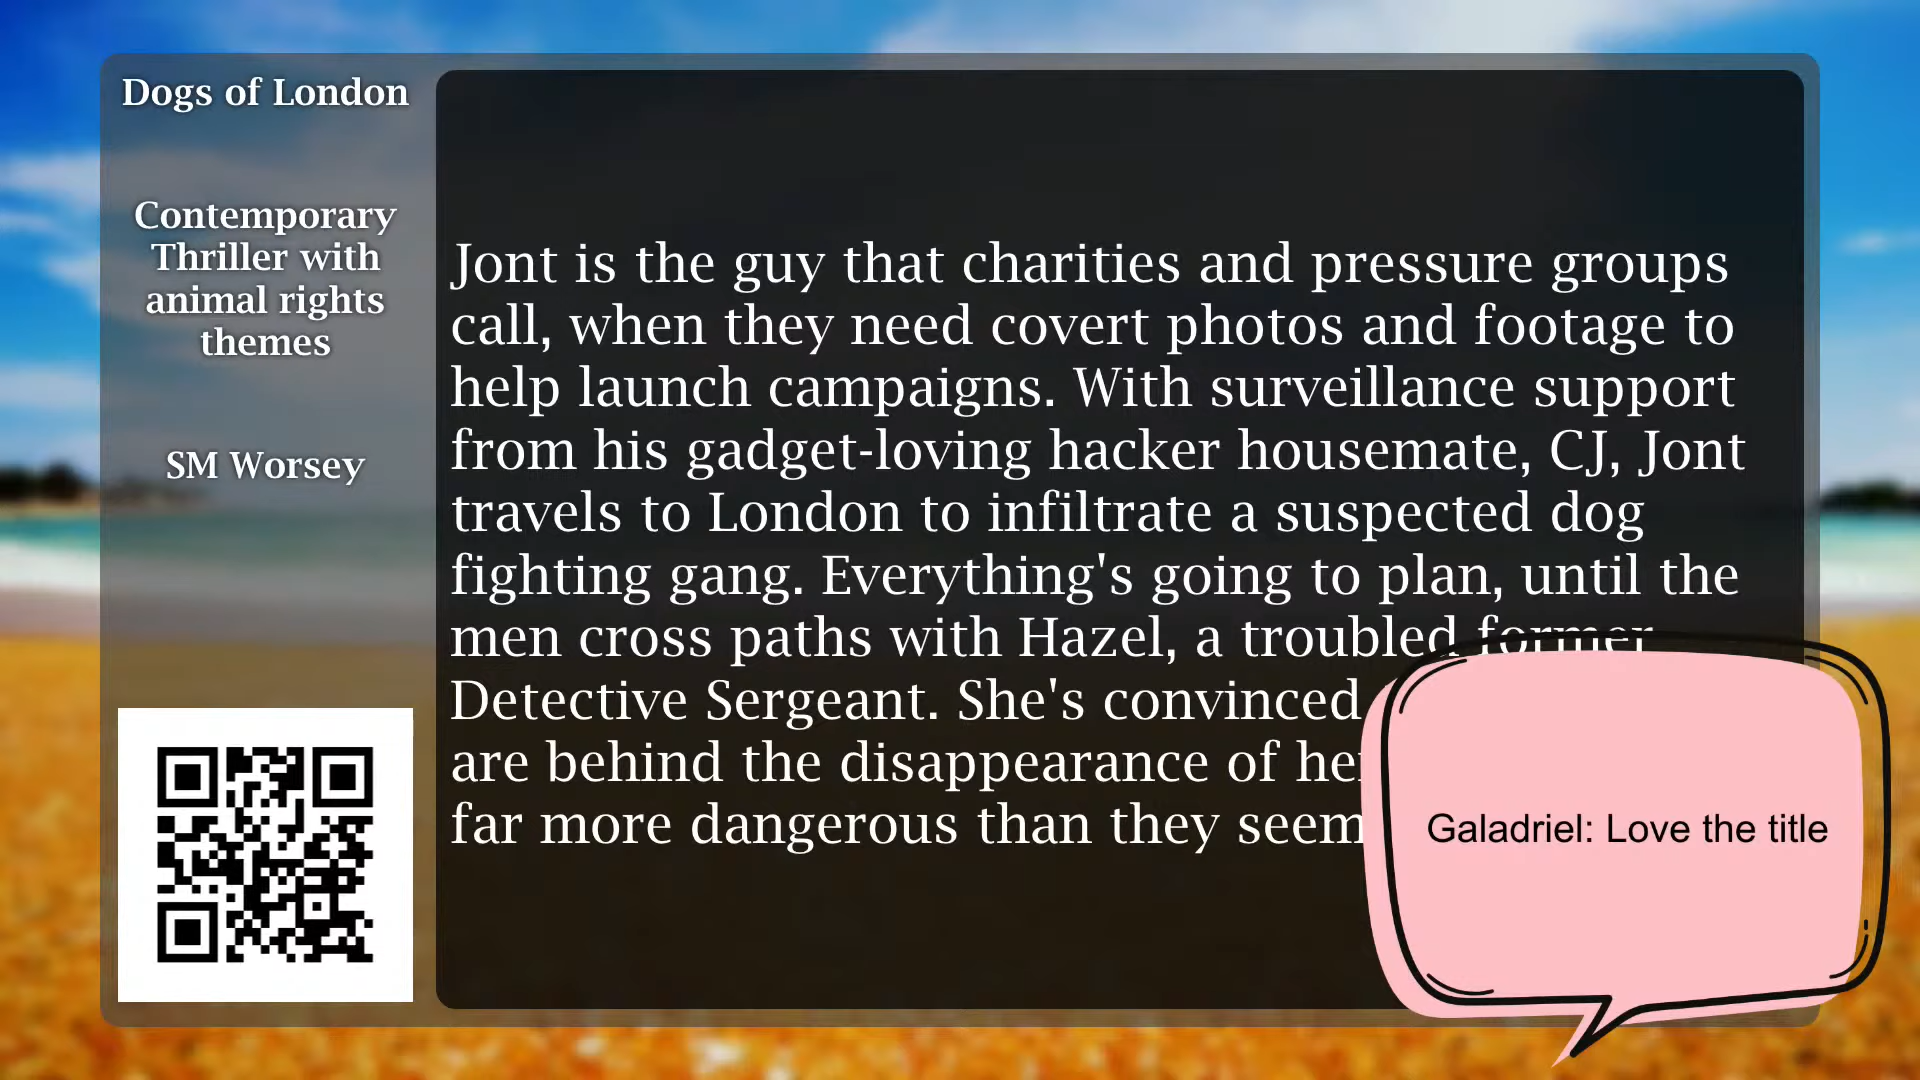 Dogs of London
Contemporary
Thriller with
animal rights
themes
SM Worsey
Jont is the guy that charities and pressure groups
call, when they need covert photos and footage to
help launch campaigns. With surveillance support
from his gadget-loving hacker housemate, CJ, Jont
travels to London to infiltrate a suspected dog
fighting gang. Everything's going to plan, until the
men cross paths with Hazel, a troubled former
Detective Sergeant. She's convinced
are behind the disappearance of her
far more dangerous than they seem
Galadriel: Love the title